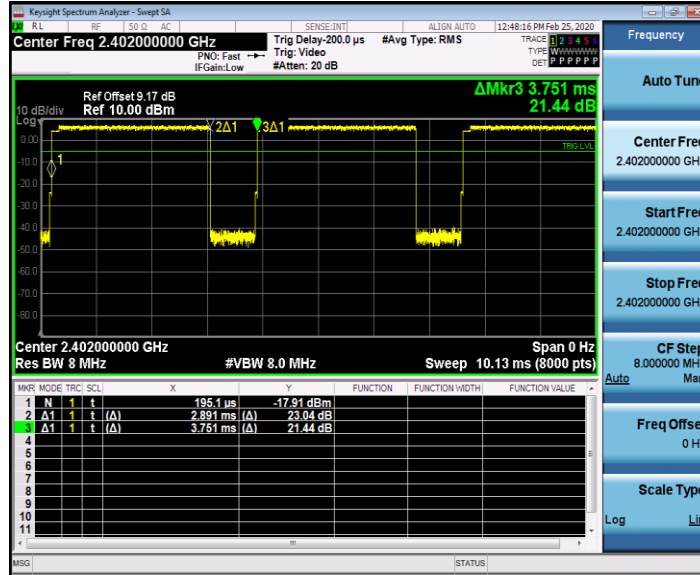 Keysight Spectrum Analyzer - Swept SA
RL RF 50 Ω AC SENSE:INT ALIGN AUTO 12:48:16 PM Feb 25, 2020
Center Freq 2.402000000 GHz
PNO: Fast
IFGain:Low
Trig Delay-200.0 µs
Trig: Video
#Atten: 20 dB
#Avg Type: RMS
TRACE 1 2 3 4 5 6
TYPE WWWWWW
DET P P P P P P
Ref Offset 9.17 dB
10 dB/div Ref 10.00 dBm
Log
ΔMkr3 3.751 ms
21.44 dB
2Δ1 3Δ1
0.00
TRIG LVL
-10.0
1
-20.0
-30.0
-40.0
-50.0
-60.0
-70.0
-80.0
Center 2.402000000 GHz Span 0 Hz
Res BW 8 MHz #VBW 8.0 MHz Sweep 10.13 ms (8000 pts)
MKR MODE TRC SCL X Y FUNCTION FUNCTION WIDTH FUNCTION VALUE
1 N 1 t 195.1 µs -17.91 dBm
2 Δ1 1 t (Δ) 2.891 ms (Δ) 23.04 dB
3 Δ1 1 t (Δ) 3.751 ms (Δ) 21.44 dB
4
5
6
7
8
9
10
11
MSG STATUS
Frequency
Auto Tune
Center Freq
2.402000000 GH
Start Freq
2.402000000 GH
Stop Freq
2.402000000 GH
CF Step
8.000000 MH
Auto Ma
Freq Offse
0 H
Scale Type
Log Li